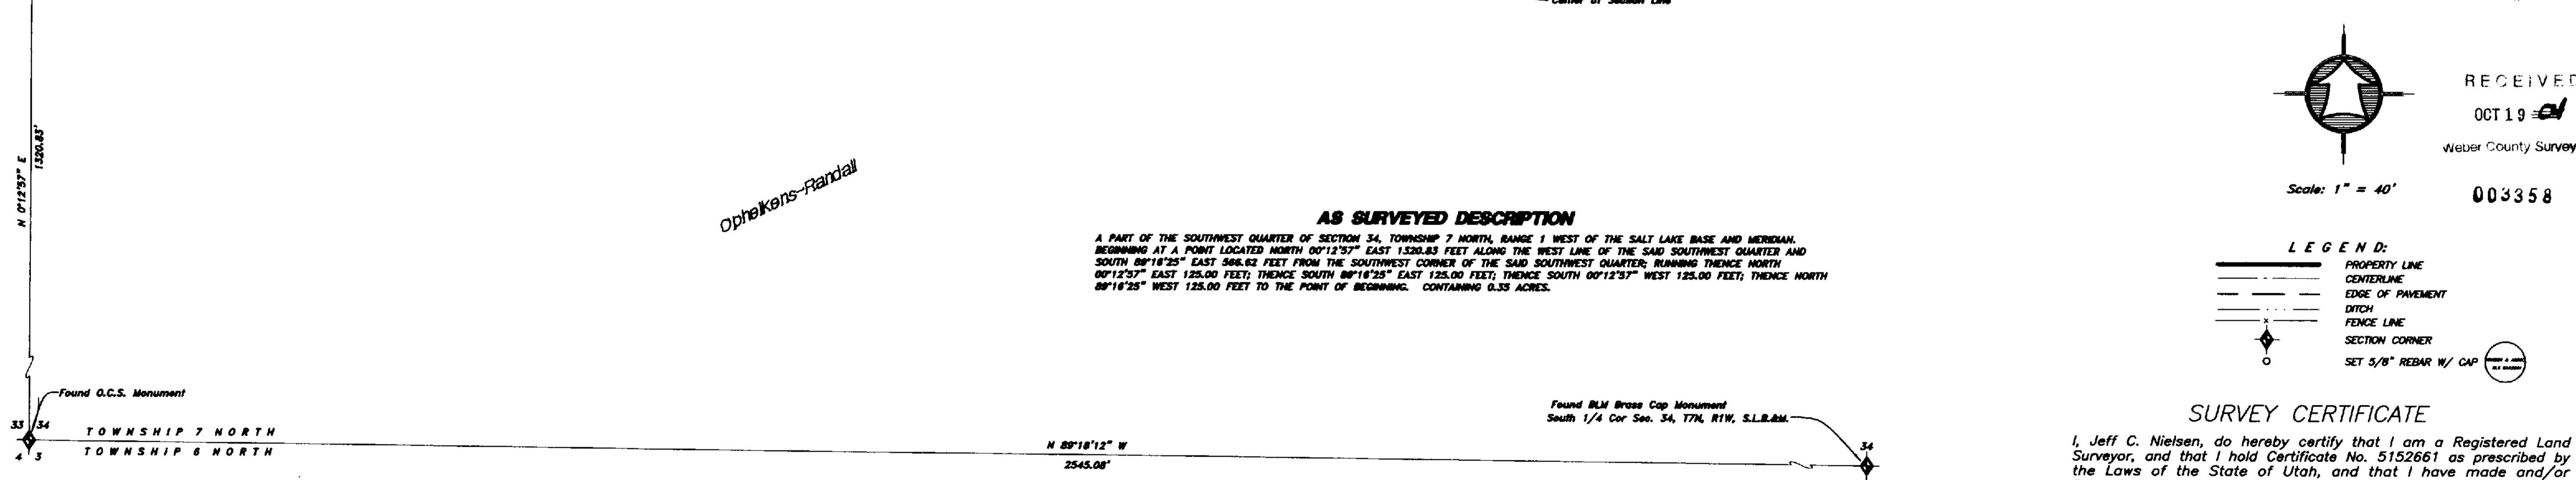 Center of Section Line
N 0°12'57" E
1320.83'
Ophelkens-Randall
AS SURVEYED DESCRIPTION
A PART OF THE SOUTHWEST QUARTER OF SECTION 34, TOWNSHIP 7 NORTH, RANGE 1 WEST OF THE SALT LAKE BASE AND MERIDIAN.
BEGINNING AT A POINT LOCATED NORTH 00°12'57" EAST 1320.83 FEET ALONG THE WEST LINE OF THE SAID SOUTHWEST QUARTER AND
SOUTH 89°16'25" EAST 566.62 FEET FROM THE SOUTHWEST CORNER OF THE SAID SOUTHWEST QUARTER; RUNNING THENCE NORTH
00°12'57" EAST 125.00 FEET; THENCE SOUTH 89°16'25" EAST 125.00 FEET; THENCE SOUTH 00°12'57" WEST 125.00 FEET; THENCE NORTH
89°16'25" WEST 125.00 FEET TO THE POINT OF BEGINNING. CONTAINING 0.35 ACRES.
Found O.C.S. Monument
33 34
4 3
TOWNSHIP 7 NORTH
TOWNSHIP 6 NORTH
N 89°18'12" W
2545.08'
Found BLM Brass Cap Monument
South 1/4 Cor Sec. 34, T7N, R1W, S.L.B.&M.
34
RECEIVED
OCT 19 01
Weber County Survey
Scale: 1" = 40'
003358
LEGEND:
PROPERTY LINE
CENTERLINE
EDGE OF PAVEMENT
DITCH
FENCE LINE
SECTION CORNER
SET 5/8" REBAR W/ CAP
SURVEY CERTIFICATE
I, Jeff C. Nielsen, do hereby certify that I am a Registered Land
Surveyor, and that I hold Certificate No. 5152661 as prescribed by
the Laws of the State of Utah, and that I have made and/or